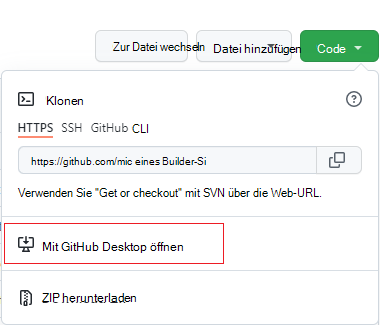 Zur Datei wechseln Datei hinzufügen Code
Klonen
HTTPS SSH GitHub CLI
https://github.com/mic eines Builder-Si
Verwenden Sie "Get or checkout" mit SVN über die Web-URL.
Mit GitHub Desktop öffnen
ZIP herunterladen